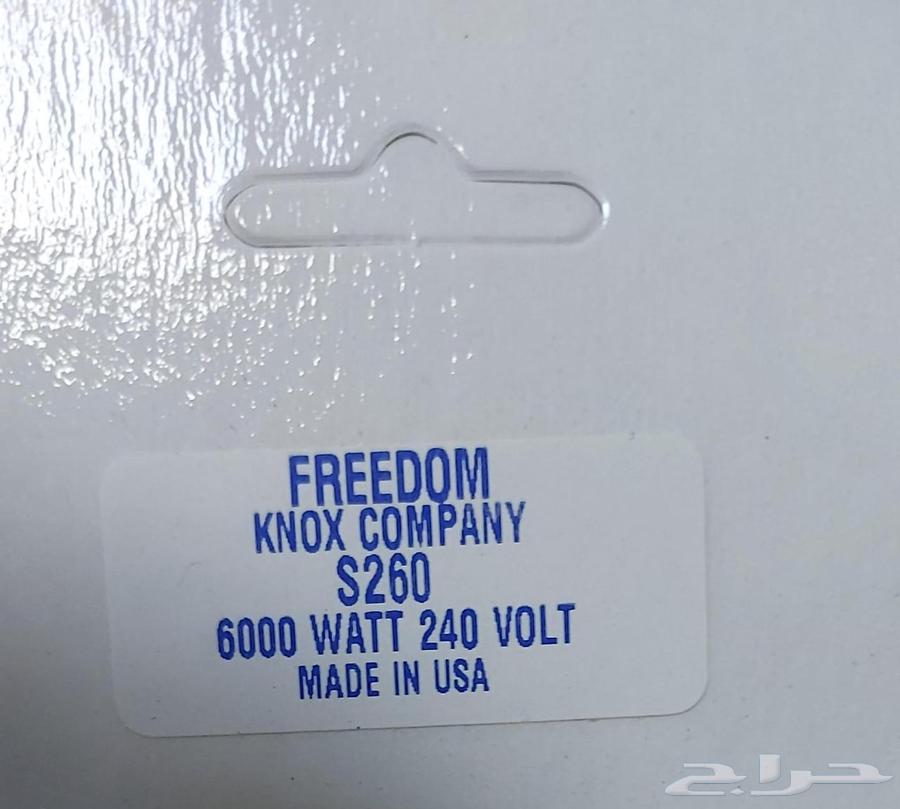 FREEDOM
KNOX COMPANY
S260
6000 WATT 240 VOLT
MADE IN USA
حراج